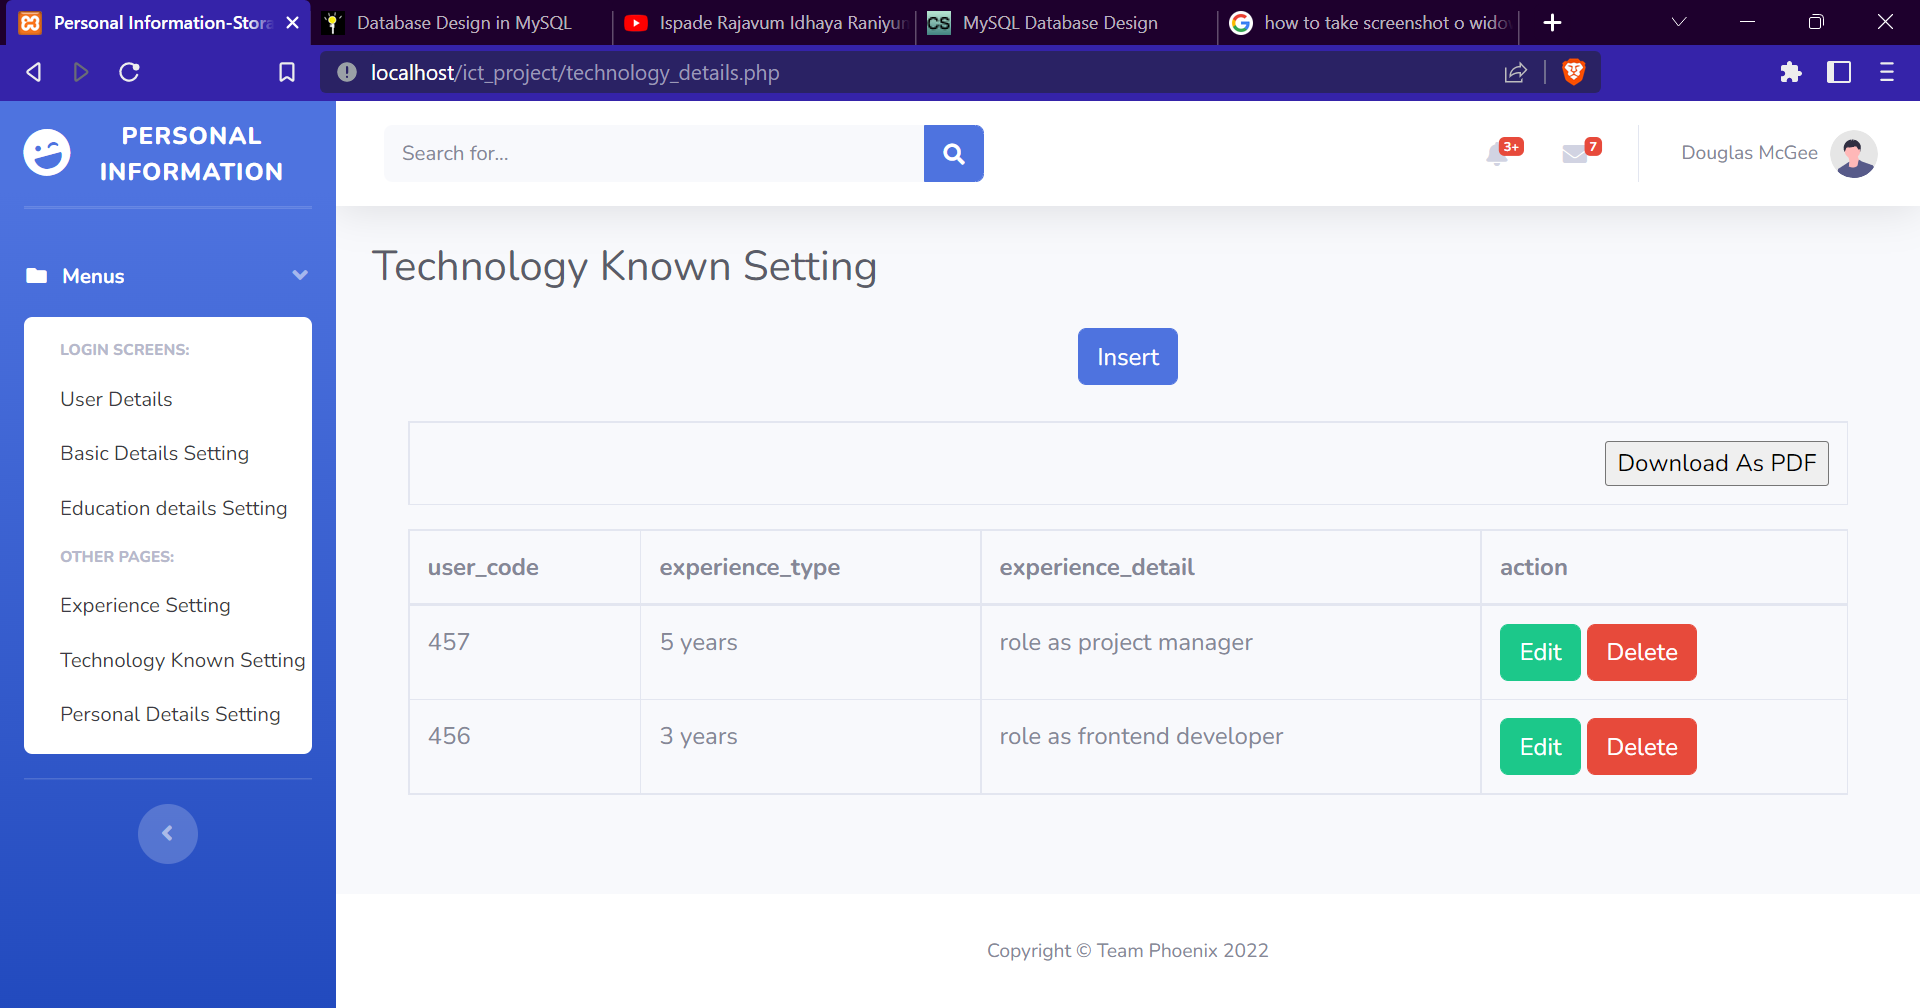 Personal Information-Stora
Database Design in MySQL
Ispade Rajavum Idhaya Raniyun
CS
MySQL Database Design
how to take screenshot o widov
localhost/ict_project/technology_details.php
PERSONAL
INFORMATION
Search for...
3+
7
Douglas McGee
Menus
LOGIN SCREENS:
User Details
Basic Details Setting
Education details Setting
OTHER PAGES:
Experience Setting
Technology Known Setting
Personal Details Setting
Technology Known Setting
Insert
Download As PDF
user_code experience_type experience_detail action
457 5 years role as project manager Edit Delete
456 3 years role as frontend developer Edit Delete
Copyright © Team Phoenix 2022